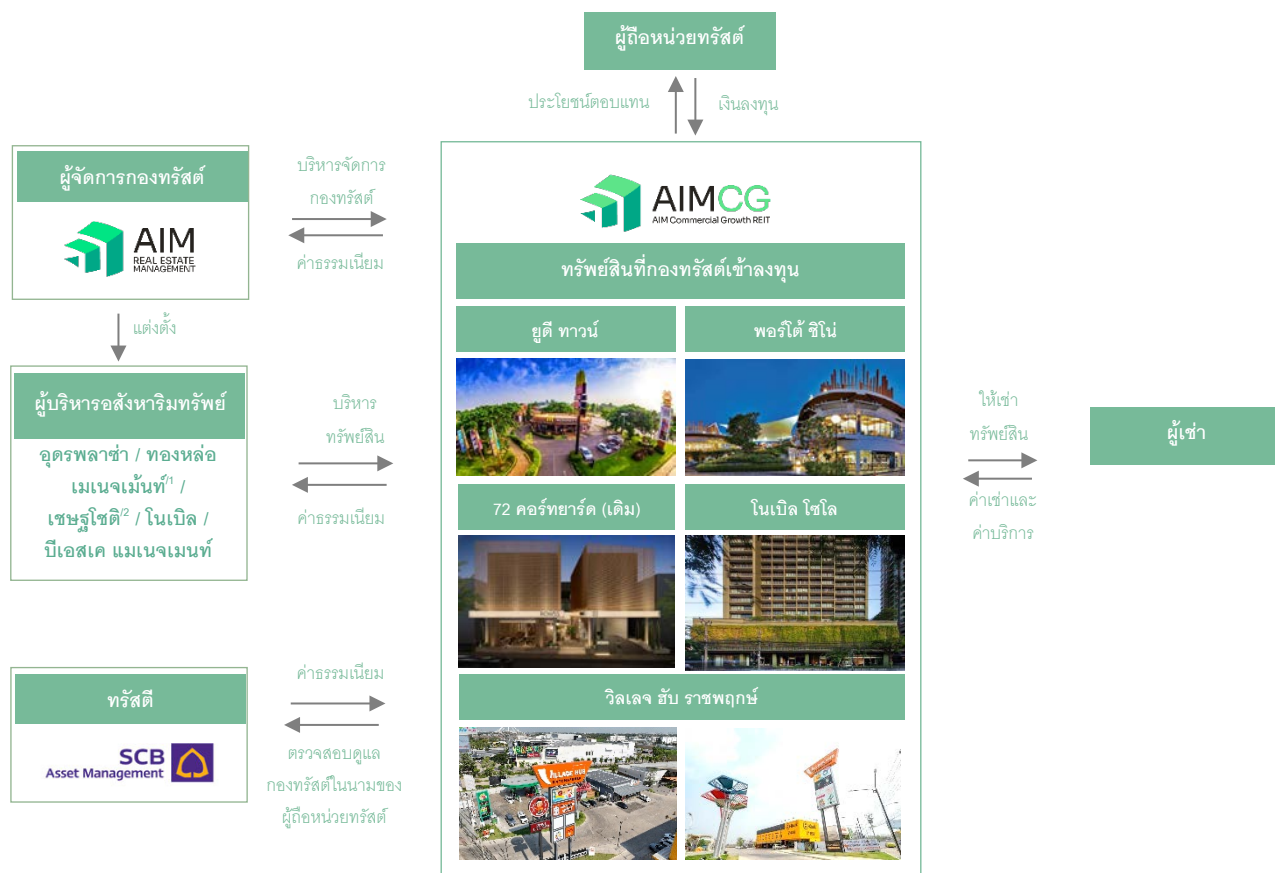 ผู้ถือหน่วยทรัสต์
ประโยชน์ตอบแทน
เงินลงทุน
ผู้จัดการกองทรัสต์
AIM
REAL ESTATE
MANAGEMENT
บริหารจัดการ
กองทรัสต์
ค่าธรรมเนียม
แต่งตั้ง
ผู้บริหารอสังหาริมทรัพย์
อุดรพลาซ่า / ทองหล่อ
เมเนจเม้นท์/1 /
เชษฐโชติ/2 / โนเบิล /
บีเอสเค แมเนจเมนท์
บริหาร
ทรัพย์สิน
ค่าธรรมเนียม
ทรัสตี
SCB
Asset Management
ค่าธรรมเนียม
ตรวจสอบดูแล
กองทรัสต์ในนามของ
ผู้ถือหน่วยทรัสต์
AIMCG
AIM Commercial Growth REIT
ทรัพย์สินที่กองทรัสต์เข้าลงทุน
ยูดี ทาวน์
พอร์โต้ ชิโน่
72 คอร์ทยาร์ด (เดิม)
โนเบิล โซโล
วิลเลจ ฮับ ราชพฤกษ์
VILLAGE HUB
ให้เช่า
ทรัพย์สิน
ค่าเช่าและ
ค่าบริการ
ผู้เช่า